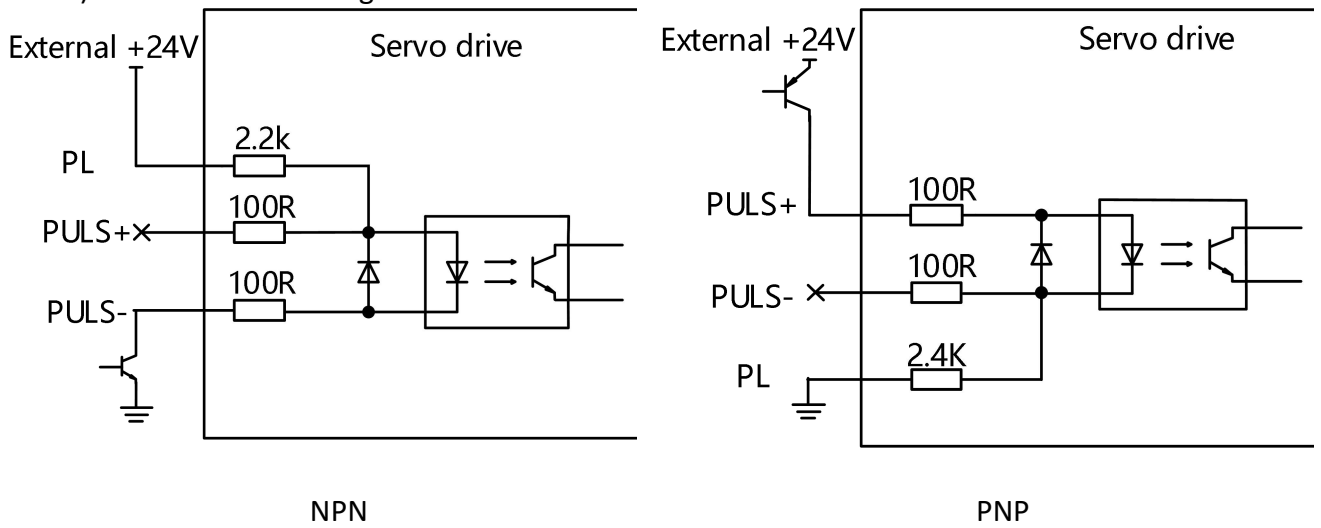 External +24V
Servo drive
2.2k
PL
100R
PULS+
100R
PULS-
NPN
External +24V
Servo drive
100R
PULS+
100R
PULS-
2.4K
PL
PNP